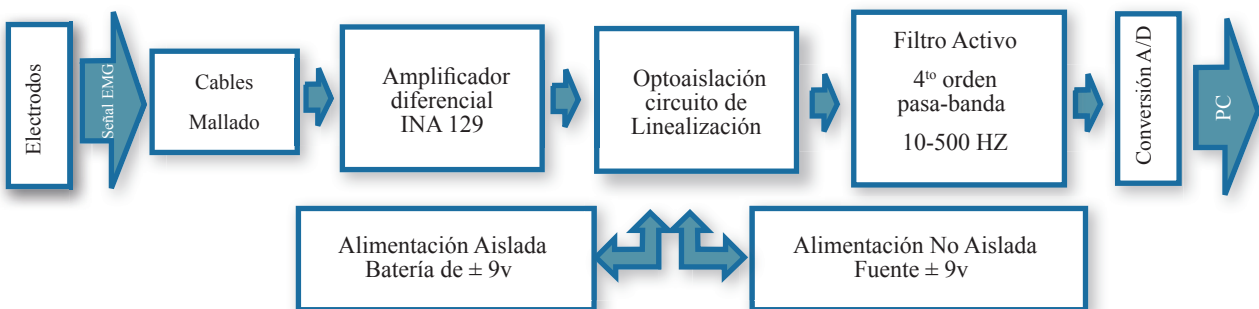 Electrodos
Señal EMG
Cables
Mallado
Amplificador
diferencial
INA 129
Optoaislación
circuito de
Linealización
Filtro Activo
4to orden
pasa-banda
10-500 HZ
Conversión A/D
PC
Alimentación Aislada
Batería de ± 9v
Alimentación No Aislada
Fuente ± 9v